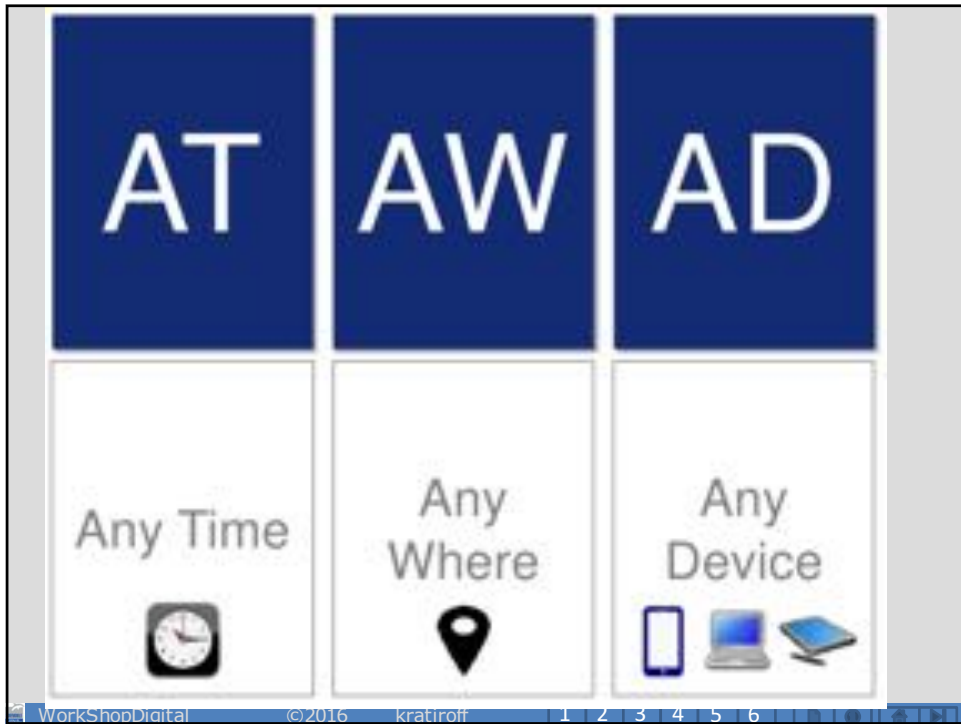 AT AW AD
Any Time
Any
Where
Any
Device
WorkShopDigital ©2016 kratiroff 1 2 3 4 5 6